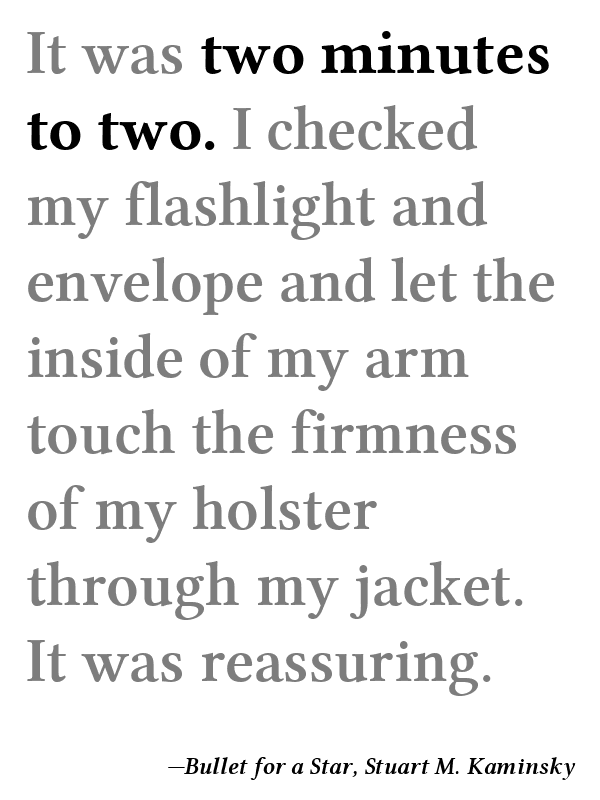 It was two minutes
to two. I checked
my flashlight and
envelope and let the
inside of my arm
touch the firmness
of my holster
through my jacket.
It was reassuring.
—Bullet for a Star, Stuart M. Kaminsky